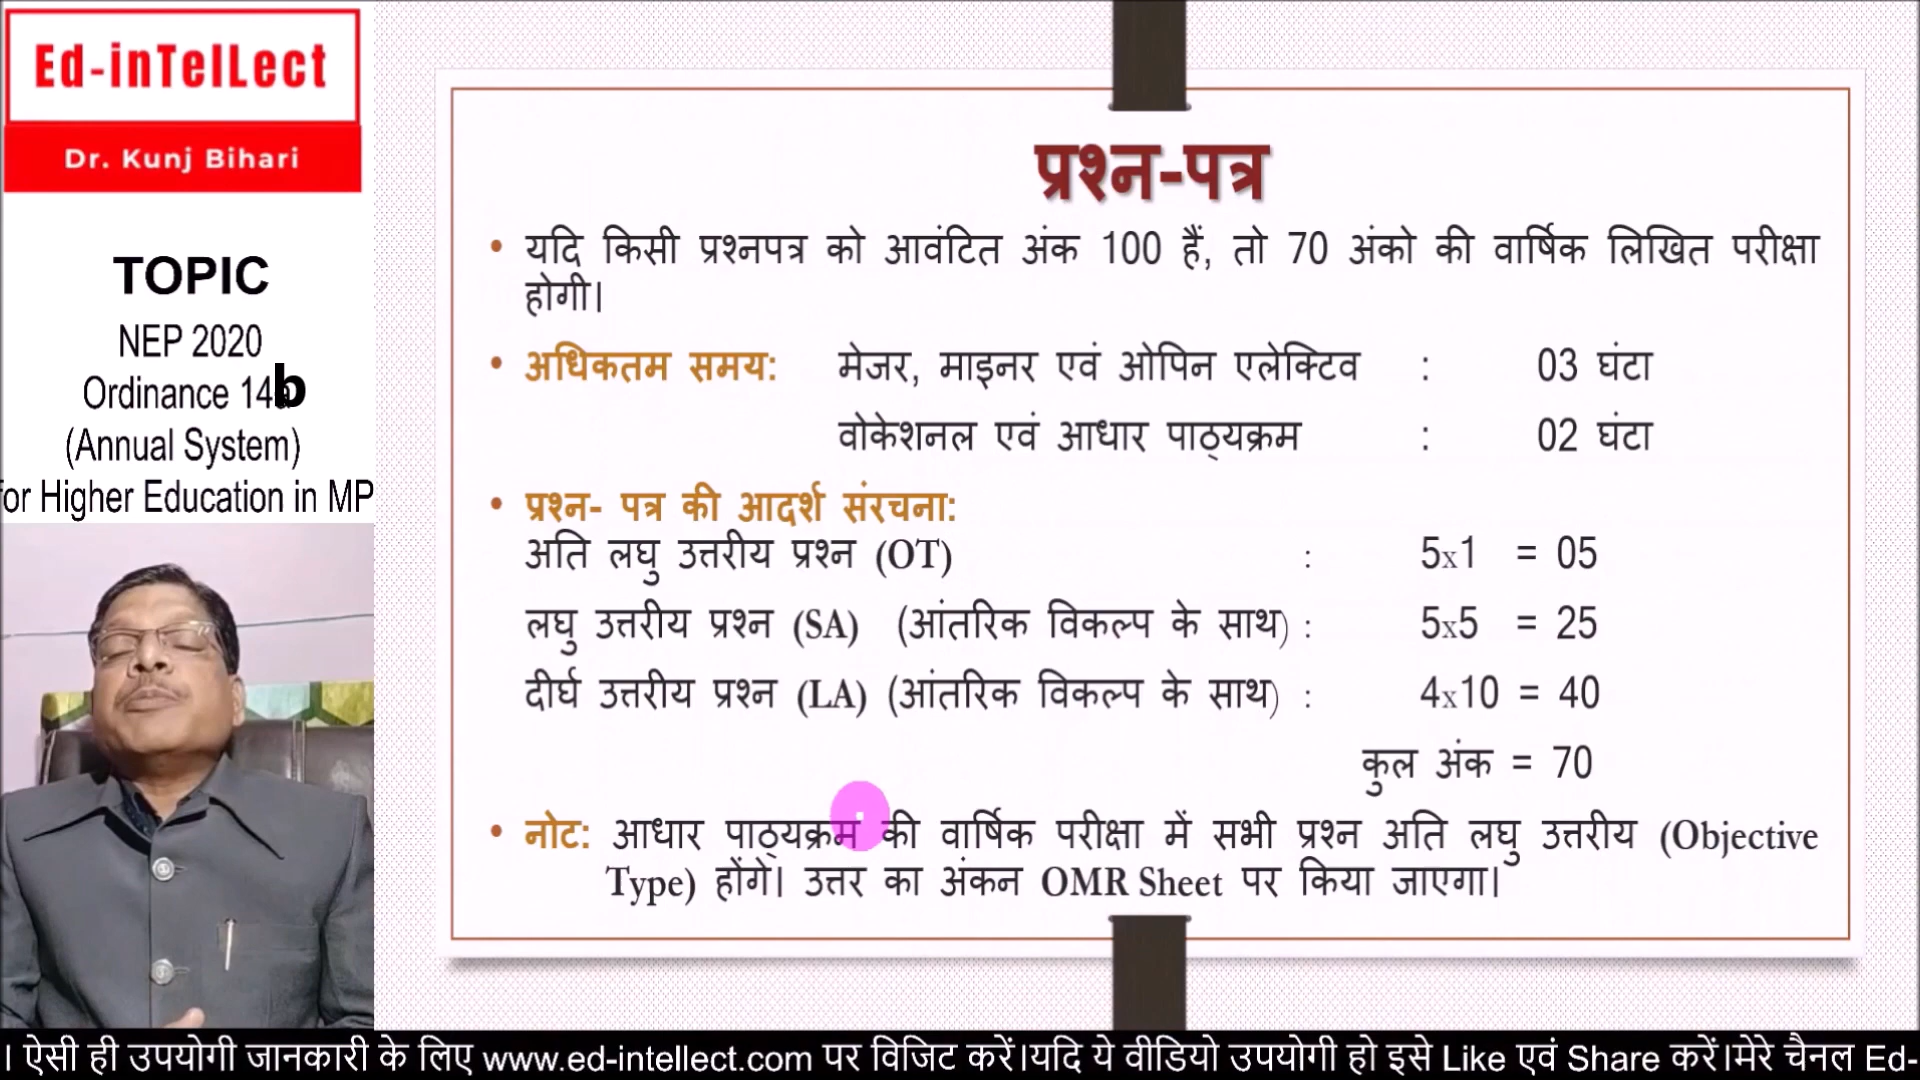 Ed-inTelLect
Dr. Kunj Bihari
TOPIC
NEP 2020
Ordinance 14b
(Annual System)
for Higher Education in MP
प्रश्न-पत्र
• यदि किसी प्रश्नपत्र को आवंटित अंक 100 हैं, तो 70 अंको की वार्षिक लिखित परीक्षा
होगी।
• अधिकतम समय: मेजर, माइनर एवं ओपिन एलेक्टिव : 03 घंटा
वोकेशनल एवं आधार पाठ्यक्रम : 02 घंटा
• प्रश्न- पत्र की आदर्श संरचना:
अति लघु उत्तरीय प्रश्न (OT) : 5x1 = 05
लघु उत्तरीय प्रश्न (SA) (आंतरिक विकल्प के साथ) : 5x5 = 25
दीर्घ उत्तरीय प्रश्न (LA) (आंतरिक विकल्प के साथ) : 4x10 = 40
कुल अंक = 70
• नोट: आधार पाठ्यक्रम की वार्षिक परीक्षा में सभी प्रश्न अति लघु उत्तरीय (Objective
Type) होंगे। उत्तर का अंकन OMR Sheet पर किया जाएगा।
। ऐसी ही उपयोगी जानकारी के लिए www.ed-intellect.com पर विजिट करें।यदि ये वीडियो उपयोगी हो इसे Like एवं Share करें।मेरे चैनल Ed-